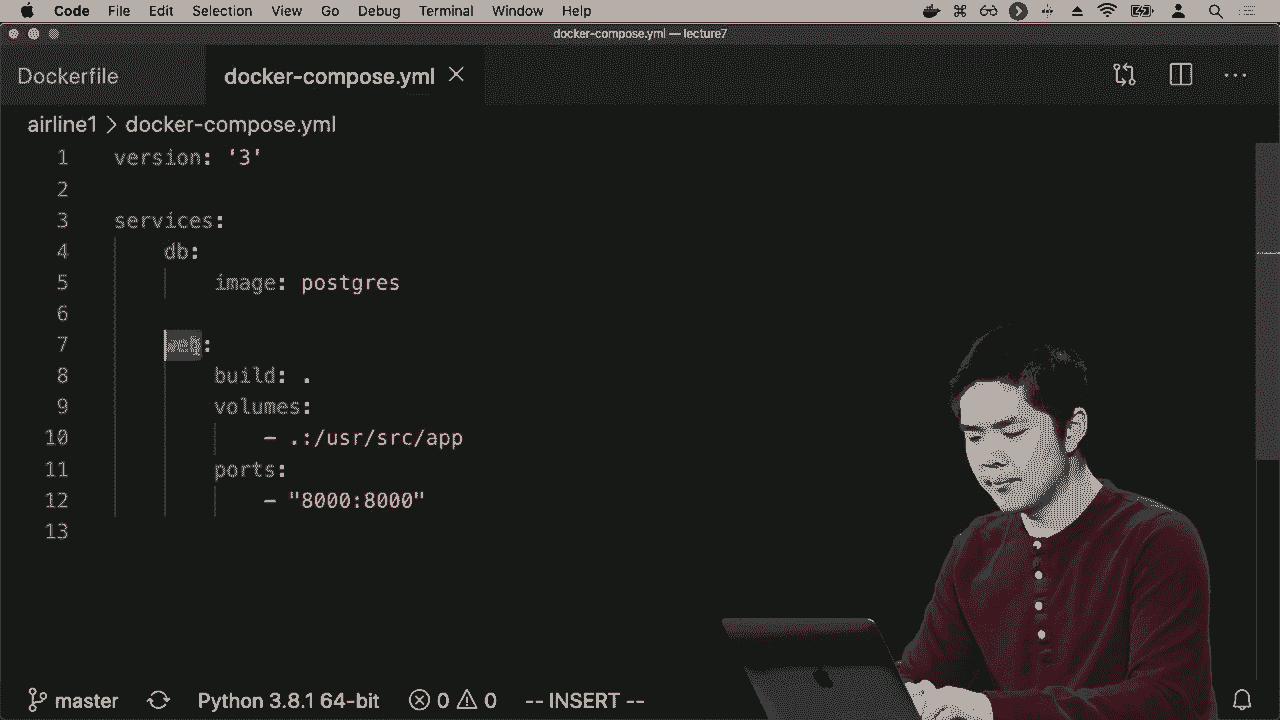 Code File Edit Selection View Go Debug Terminal Window Help
docker-compose.yml — lecture7
Dockerfile docker-compose.yml
airline1 > docker-compose.yml
1 version: '3'
2
3 services:
4 db:
5 image: postgres
6
7 web:
8 build: .
9 volumes:
10 - .:/usr/src/app
11 ports:
12 - "8000:8000"
13
master Python 3.8.1 64-bit 0 0 -- INSERT --